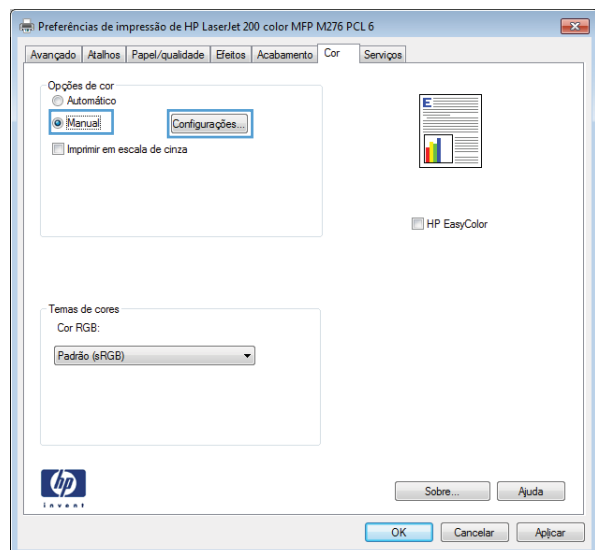 Preferências de impressão de HP LaserJet 200 color MFP M276 PCL 6
Avançado Atalhos Papel/qualidade Efeitos Acabamento Cor Serviços
Opções de cor
Automático
Manual Configurações...
Imprimir em escala de cinza
E
HP EasyColor
Temas de cores
Cor RGB:
Padrão (sRGB)
hp
invent
Sobre... Ajuda
OK Cancelar Aplicar